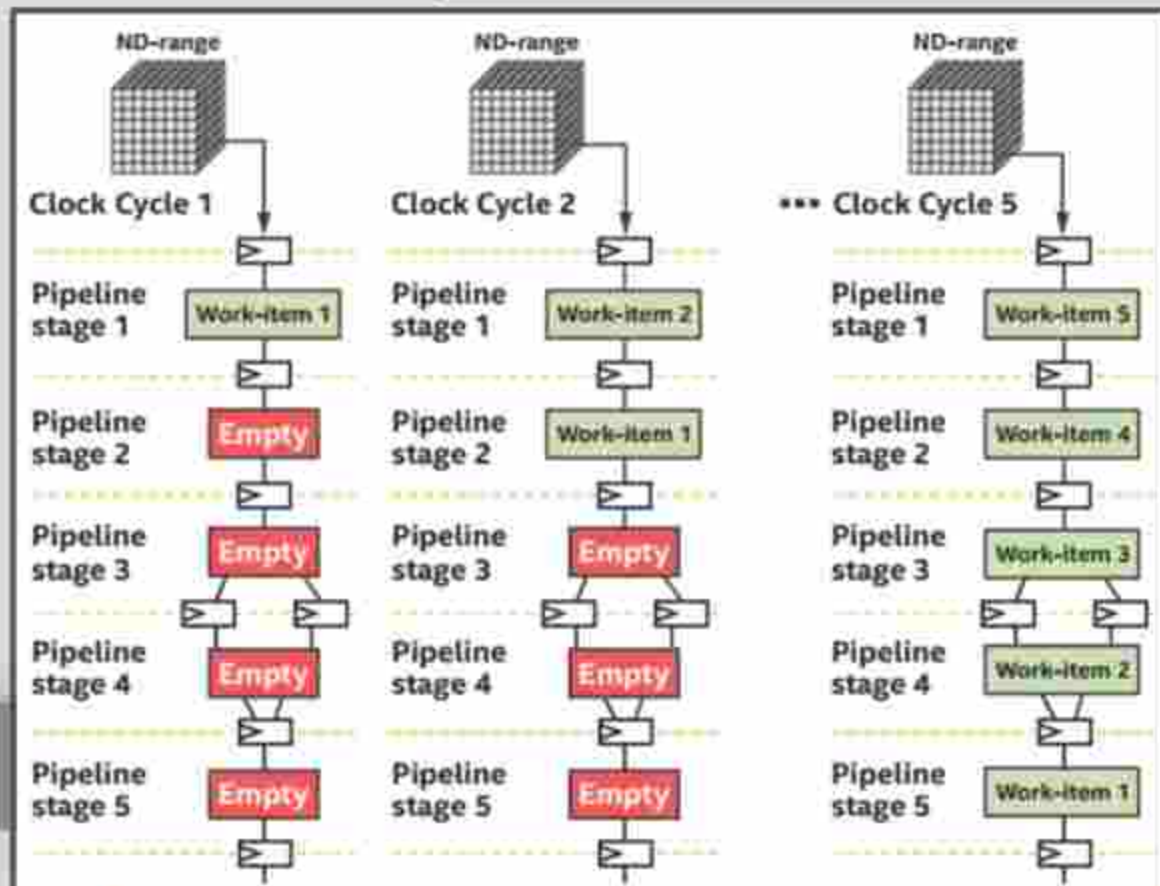 ND-range
ND-range
ND-range
Clock Cycle 1
Clock Cycle 2
••• Clock Cycle 5
Pipeline
stage 1
Work-item 1
Pipeline
stage 1
Work-item 2
Pipeline
stage 1
Work-item 5
Pipeline
stage 2
Empty
Pipeline
stage 2
Work-item 1
Pipeline
stage 2
Work-item 4
Pipeline
stage 3
Empty
Pipeline
stage 3
Empty
Pipeline
stage 3
Work-item 3
Pipeline
stage 4
Empty
Pipeline
stage 4
Empty
Pipeline
stage 4
Work-item 2
Pipeline
stage 5
Empty
Pipeline
stage 5
Empty
Pipeline
stage 5
Work-item 1